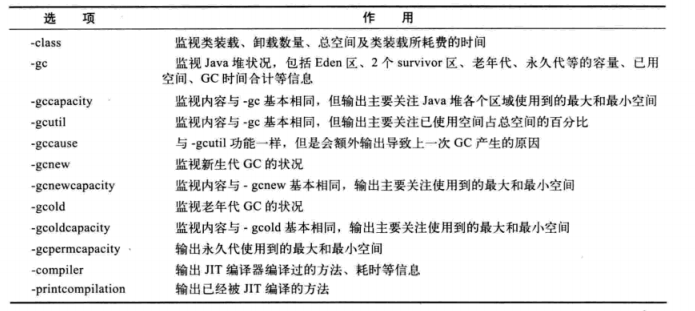 选 项 作 用
-class 监视类装载、卸载数量、总空间及类装载所耗费的时间
-gc 监视 Java 堆状况，包括 Eden 区、2 个 survivor 区、老年代、永久代等的容量、已用
空间、GC 时间合计等信息
-gccapacity 监视内容与 -gc 基本相同，但输出主要关注 Java 堆各个区域使用到的最大和最小空间
-gcutil 监视内容与 -gc 基本相同，但输出主要关注已使用空间占总空间的百分比
-gccause 与 -gcutil 功能一样，但是会额外输出导致上一次 GC 产生的原因
-gcnew 监视新生代 GC 的状况
-gcnewcapacity 监视内容与 - gcnew 基本相同，输出主要关注使用到的最大和最小空间
-gcold 监视老年代 GC 的状况
-gcoldcapacity 监视内容与 - gcold 基本相同，输出主要关注使用到的最大和最小空间
-gcpermcapacity 输出永久代使用到的最大和最小空间
-compiler 输出 JIT 编译器编译过的方法、耗时等信息
-printcompilation 输出已经被 JIT 编译的方法